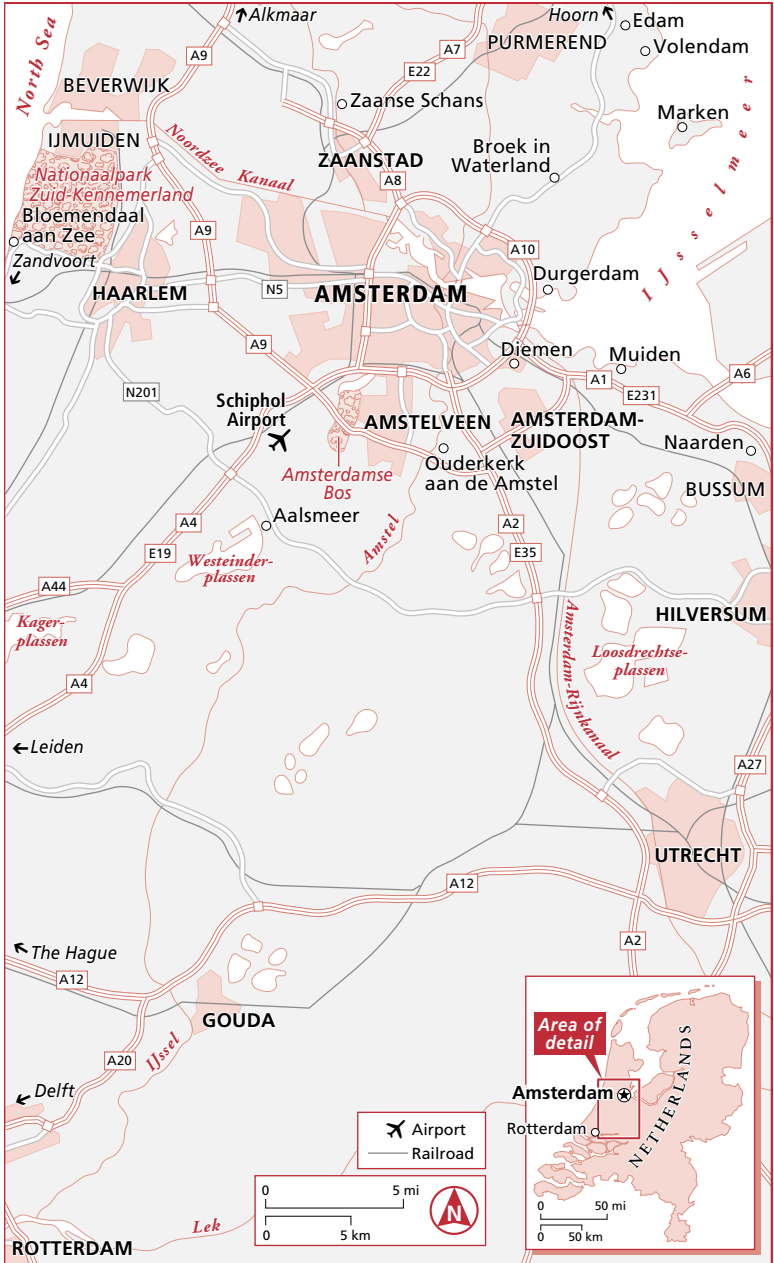 Alkmaar
Hoorn
Edam
Volendam
North Sea
A9
A7
PURMEREND
E22
BEVERWIJK
Zaanse Schans
Marken
IJMUIDEN
Noordzee Kanaal
ZAANSTAD
Broek in
Waterland
Nationaalpark
Zuid-Kennemerland
A8
IJsselmeer
Bloemendaal
aan Zee
A9
A10
Zandvoort
HAARLEM
N5
AMSTERDAM
Durgerdam
A9
Diemen
Muiden
A1
A6
N201
E231
Schiphol
Airport
AMSTELVEEN
AMSTERDAM-
ZUIDOOST
Naarden
Amsterdamse
Bos
Ouderkerk
aan de Amstel
BUSSUM
A4
Aalsmeer
Amstel
A2
E19
E35
Westeinder-
plassen
A44
Kager-
plassen
HILVERSUM
Amsterdam-Rijnkanaal
Loosdrechtse-
plassen
A4
Leiden
A27
UTRECHT
A12
A2
The Hague
A12
GOUDA
IJssel
A20
Delft
Lek
ROTTERDAM
Airport
Railroad
0 5 mi
0 5 km
N
Area of
detail
Amsterdam
Rotterdam
NETHERLANDS
0 50 mi
0 50 km